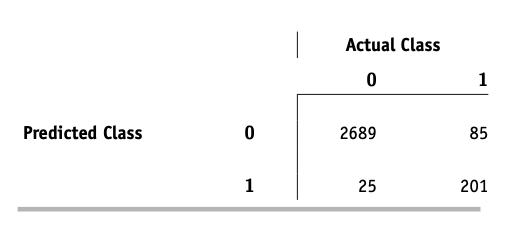 Actual Class
0 1
Predicted Class 0 2689 85
1 25 201